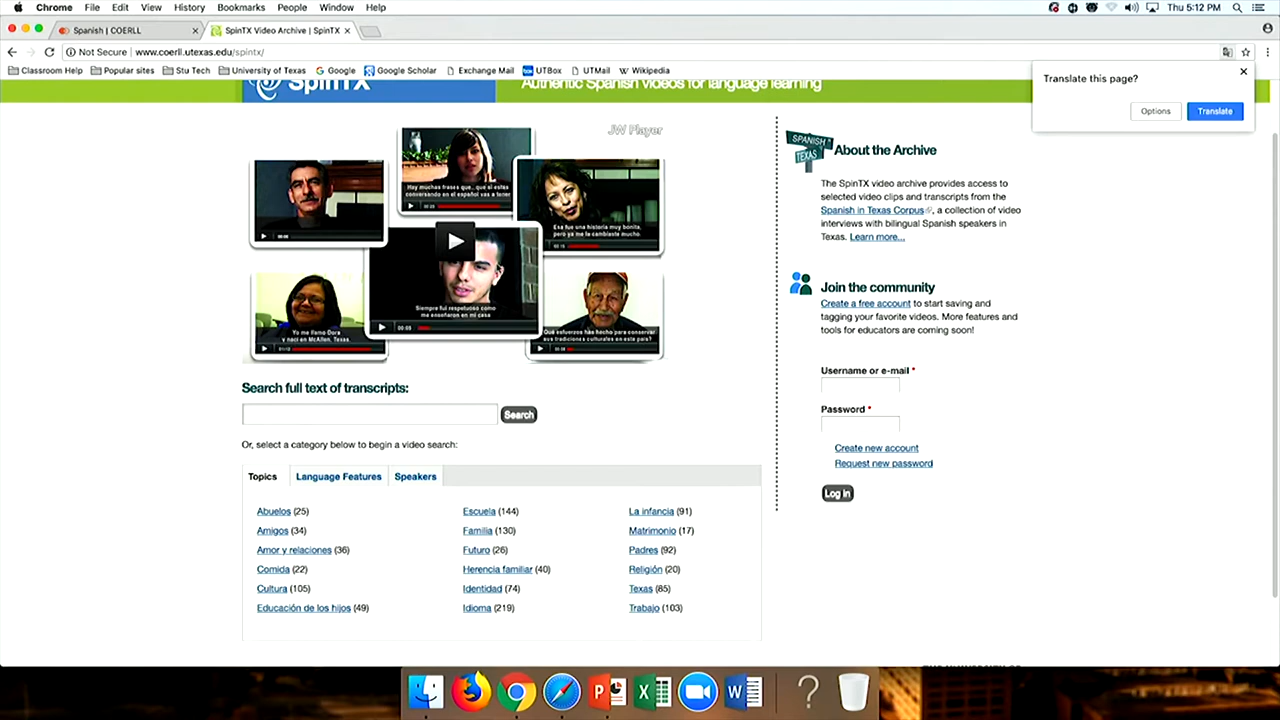 Chrome File Edit View History Bookmarks People Window Help Thu 5:12 PM
Spanish | COERLL SpinTX Video Archive | SpinTX
Not Secure www.coerll.utexas.edu/spintx/
Classroom Help Popular sites Stu Tech University of Texas Google Google Scholar Exchange Mail UTBox UTMail Wikipedia
Translate this page?
Options Translate
SpinTX Authentic Spanish videos for language learning
JW Player
Hay muchas frases que... que si estás
conversando en el español vas a tener
00:25
00:00
Esa fue una historia muy bonita,
pero ya me la cambiaste mucho.
Siempre fui respetuoso como
me enseñaron en mi casa
00:05
Yo me llamo Dora
y nací en McAllen, Texas.
Qué esfuerzos has hecho para conservar
sus tradiciones culturales en este país?
SPANISH
TEXAS
About the Archive
The SpinTX video archive provides access to
selected video clips and transcripts from the
Spanish in Texas Corpus, a collection of video
interviews with bilingual Spanish speakers in
Texas. Learn more...
Join the community
Create a free account to start saving and
tagging your favorite videos. More features and
tools for educators are coming soon!
Username or e-mail *
Password *
Create new account
Request new password
Log in
Search full text of transcripts:
Search
Or, select a category below to begin a video search:
Topics Language Features Speakers
Abuelos (25) Escuela (144) La infancia (91)
Amigos (34) Familia (130) Matrimonio (17)
Amor y relaciones (36) Futuro (26) Padres (92)
Comida (22) Herencia familiar (40) Religión (20)
Cultura (105) Identidad (74) Texas (85)
Educación de los hijos (49) Idioma (219) Trabajo (103)